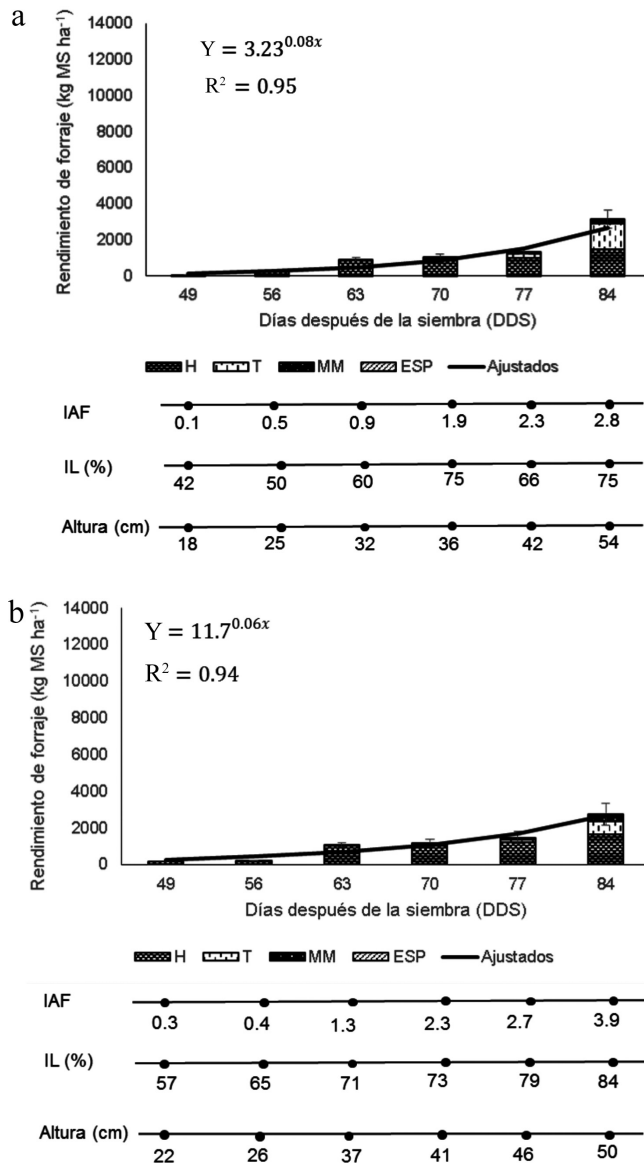 a
Y = 3.23^0.08x
R² = 0.95
Rendimiento de forraje (kg MS ha⁻¹)
14000
12000
10000
8000
6000
4000
2000
0
49 56 63 70 77 84
Días después de la siembra (DDS)
H T MM ESP Ajustados
IAF
0.1 0.5 0.9 1.9 2.3 2.8
IL (%)
42 50 60 75 66 75
Altura (cm)
18 25 32 36 42 54
b
Y = 11.7^0.06x
R² = 0.94
Rendimiento de forraje (kg MS ha⁻¹)
14000
12000
10000
8000
6000
4000
2000
0
49 56 63 70 77 84
Días después de la siembra (DDS)
H T MM ESP Ajustados
IAF
0.3 0.4 1.3 2.3 2.7 3.9
IL (%)
57 65 71 73 79 84
Altura (cm)
22 26 37 41 46 50